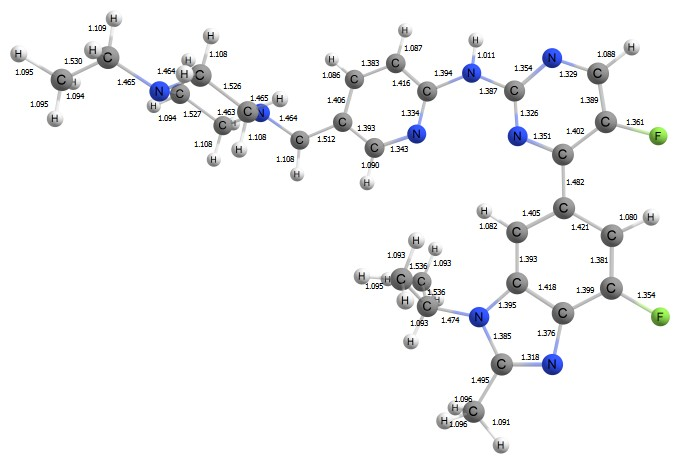 H
1.109
H
H
1.011
H
1.087
H
1.088
H
H
C
1.530
C
1.464
H
C
1.108
1.383
C
1.394
N
1.354
N
1.329
C
1.095
C
H
1.465
N
C
1.526
1.086
C
1.416
C
1.387
C
1.389
1.095
1.094
H
1.094
1.527
C
1.465
N
H
1.464
1.406
1.334
1.326
C
1.361
F
H
1.463
C
1.108
C
1.512
C
1.393
N
N
1.351
1.402
1.108
H
H
1.108
H
C
1.343
C
1.090
H
1.482
H
1.405
C
1.080
H
1.082
C
1.421
C
H
1.093
H
1.093
1.393
1.381
H
1.095
H
C
1.536
C
C
1.418
1.399
C
1.354
H
1.536
C
1.395
C
F
1.093
1.474
N
1.376
H
1.385
C
1.318
N
1.495
1.096
H
C
H
1.096
1.091
H